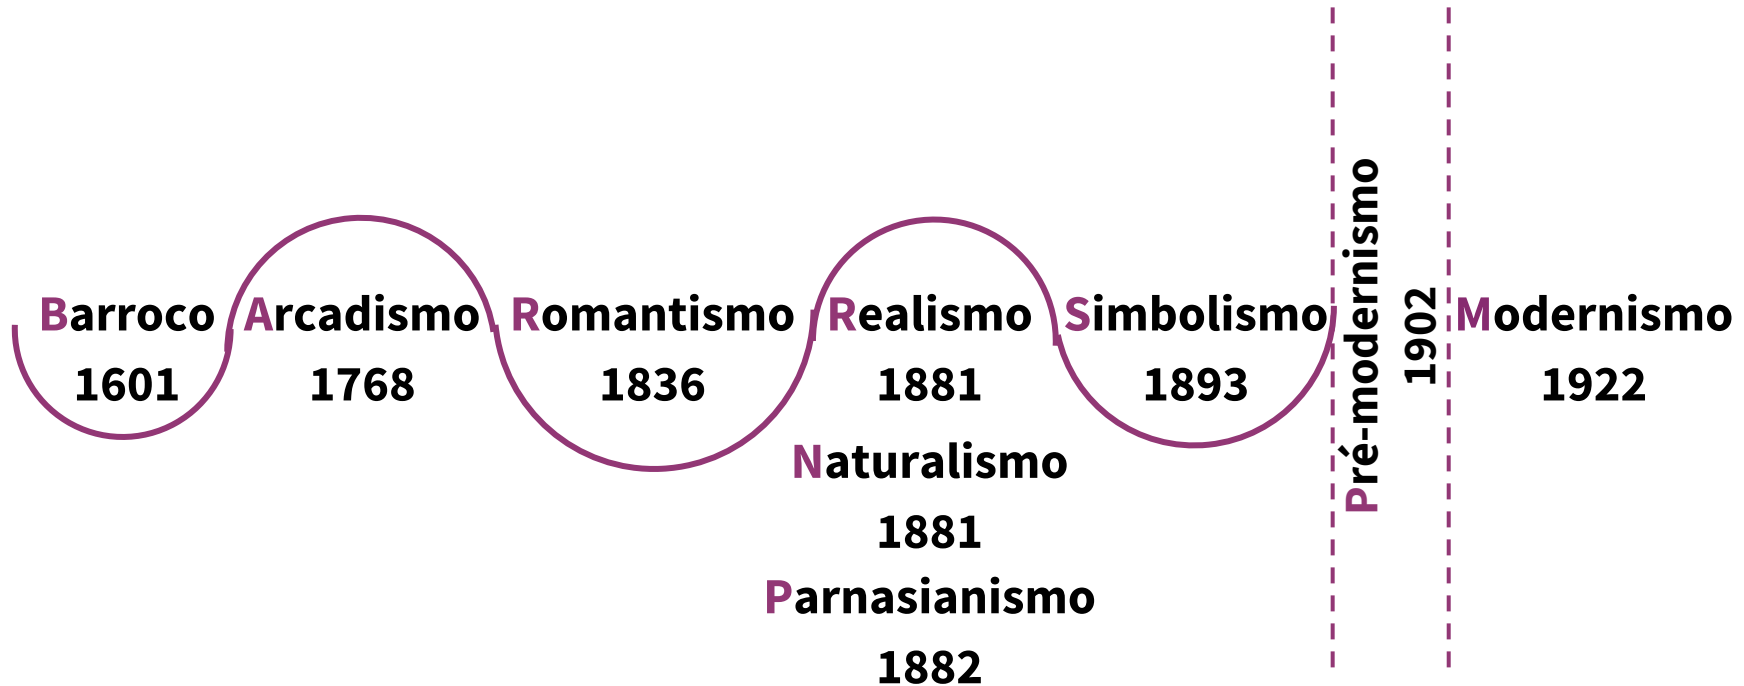 Barroco
1601
Arcadismo
1768
Romantismo
1836
Realismo
1881
Naturalismo
1881
Parnasianismo
1882
Simbolismo
1893
Pré-modernismo
1902
Modernismo
1922